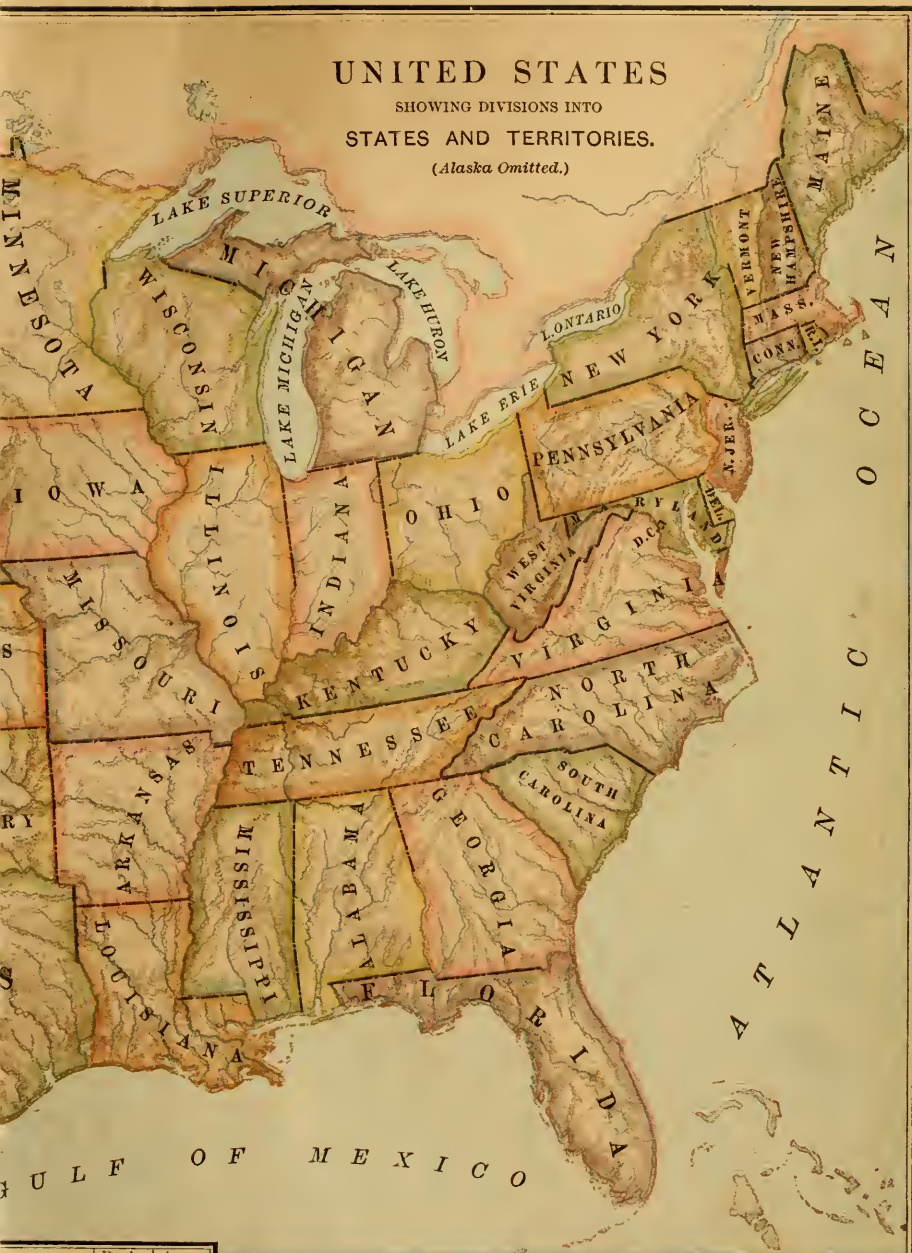 UNITED STATES
SHOWING DIVISIONS INTO
STATES AND TERRITORIES.
(Alaska Omitted.)
MAINE
LAKE SUPERIOR
MINNESOTA
VERMONT
NEW HAMPSHIRE
MICHIGAN
LAKE HURON
WISCONSIN
LAKE MICHIGAN
L.ONTARIO
NEW YORK
MASS.
CONN.
R.I.
LAKE ERIE
PENNSYLVANIA
N.JER.
IOWA
ILLINOIS
INDIANA
OHIO
MARYLAND
DEL.
D.C.
WEST
VIRGINIA
VIRGINIA
MISSOURI
S
KENTUCKY
NORTH
CAROLINA
TENNESSEE
SOUTH
CAROLINA
ARKANSAS
RY
MISSISSIPPI
ALABAMA
GEORGIA
LOUISIANA
S
FLORIDA
ATLANTIC OCEAN
GULF OF MEXICO